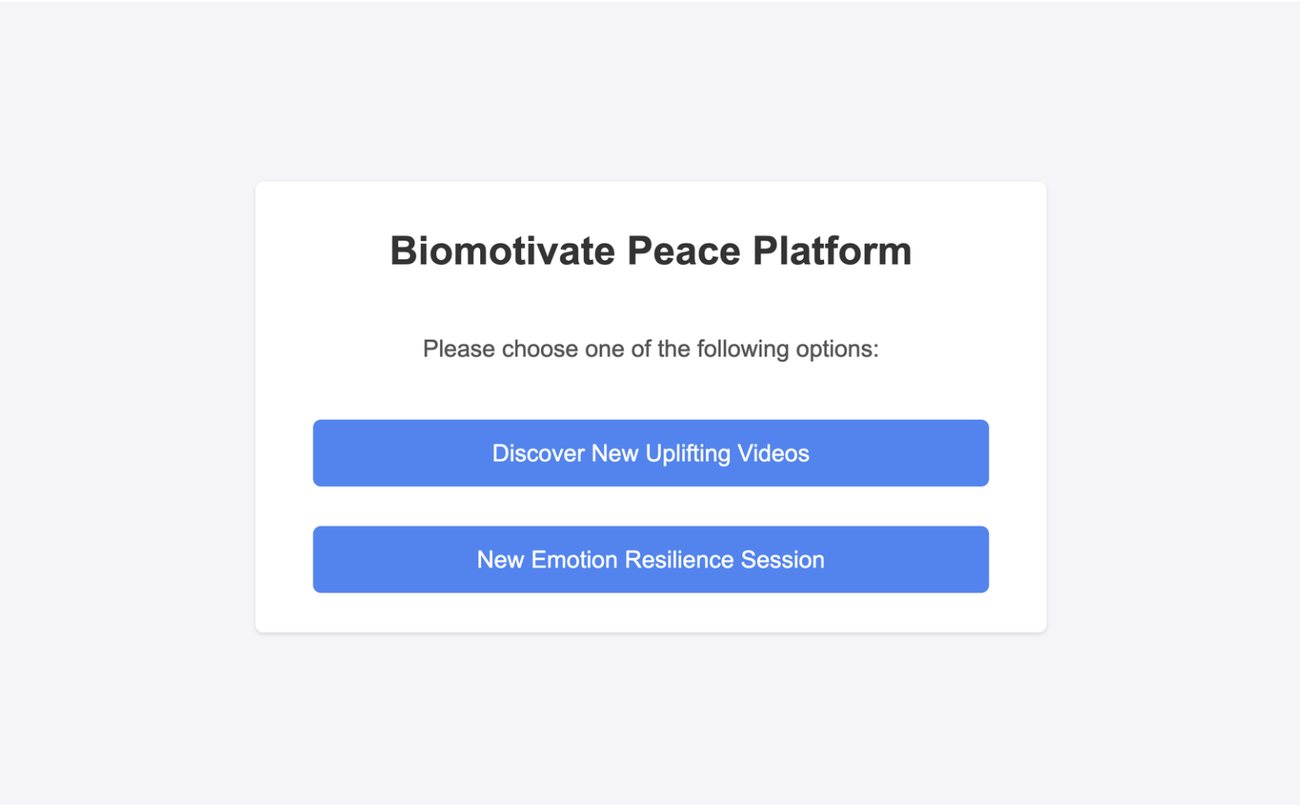 Biomotivate Peace Platform
Please choose one of the following options:
Discover New Uplifting Videos
New Emotion Resilience Session